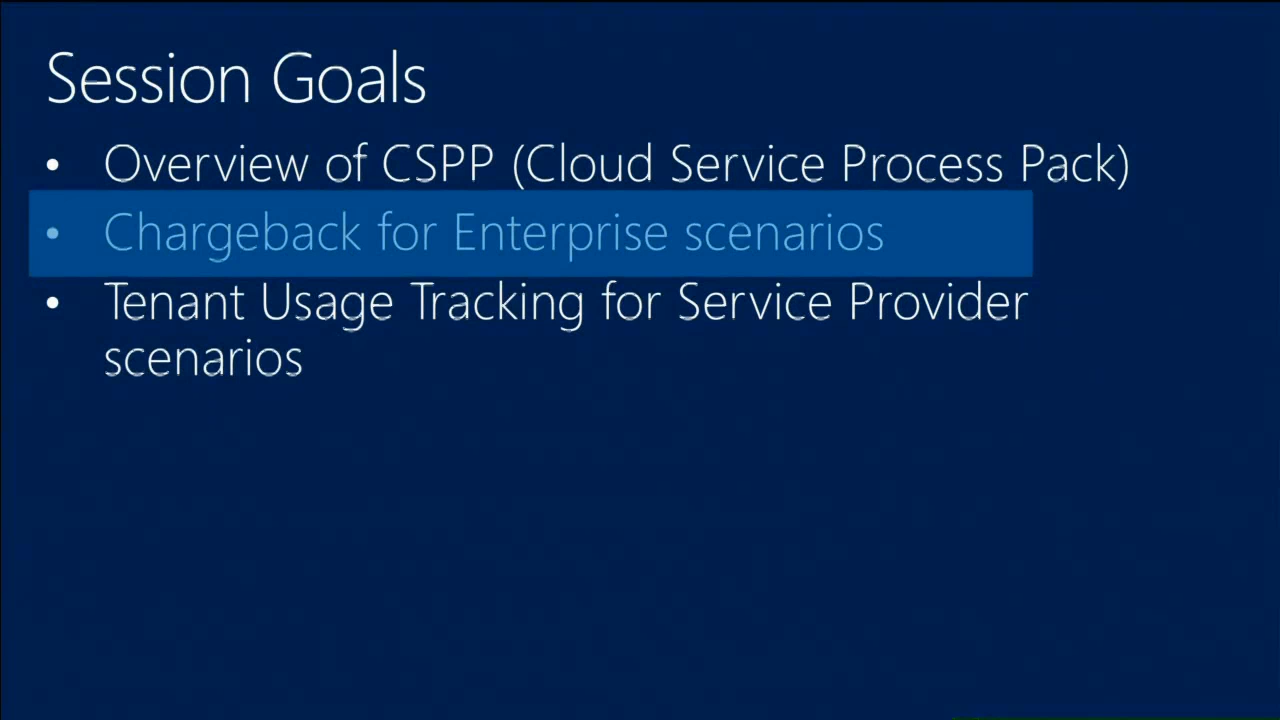 Session Goals
• Overview of CSPP (Cloud Service Process Pack)
• Chargeback for Enterprise scenarios
• Tenant Usage Tracking for Service Provider
scenarios